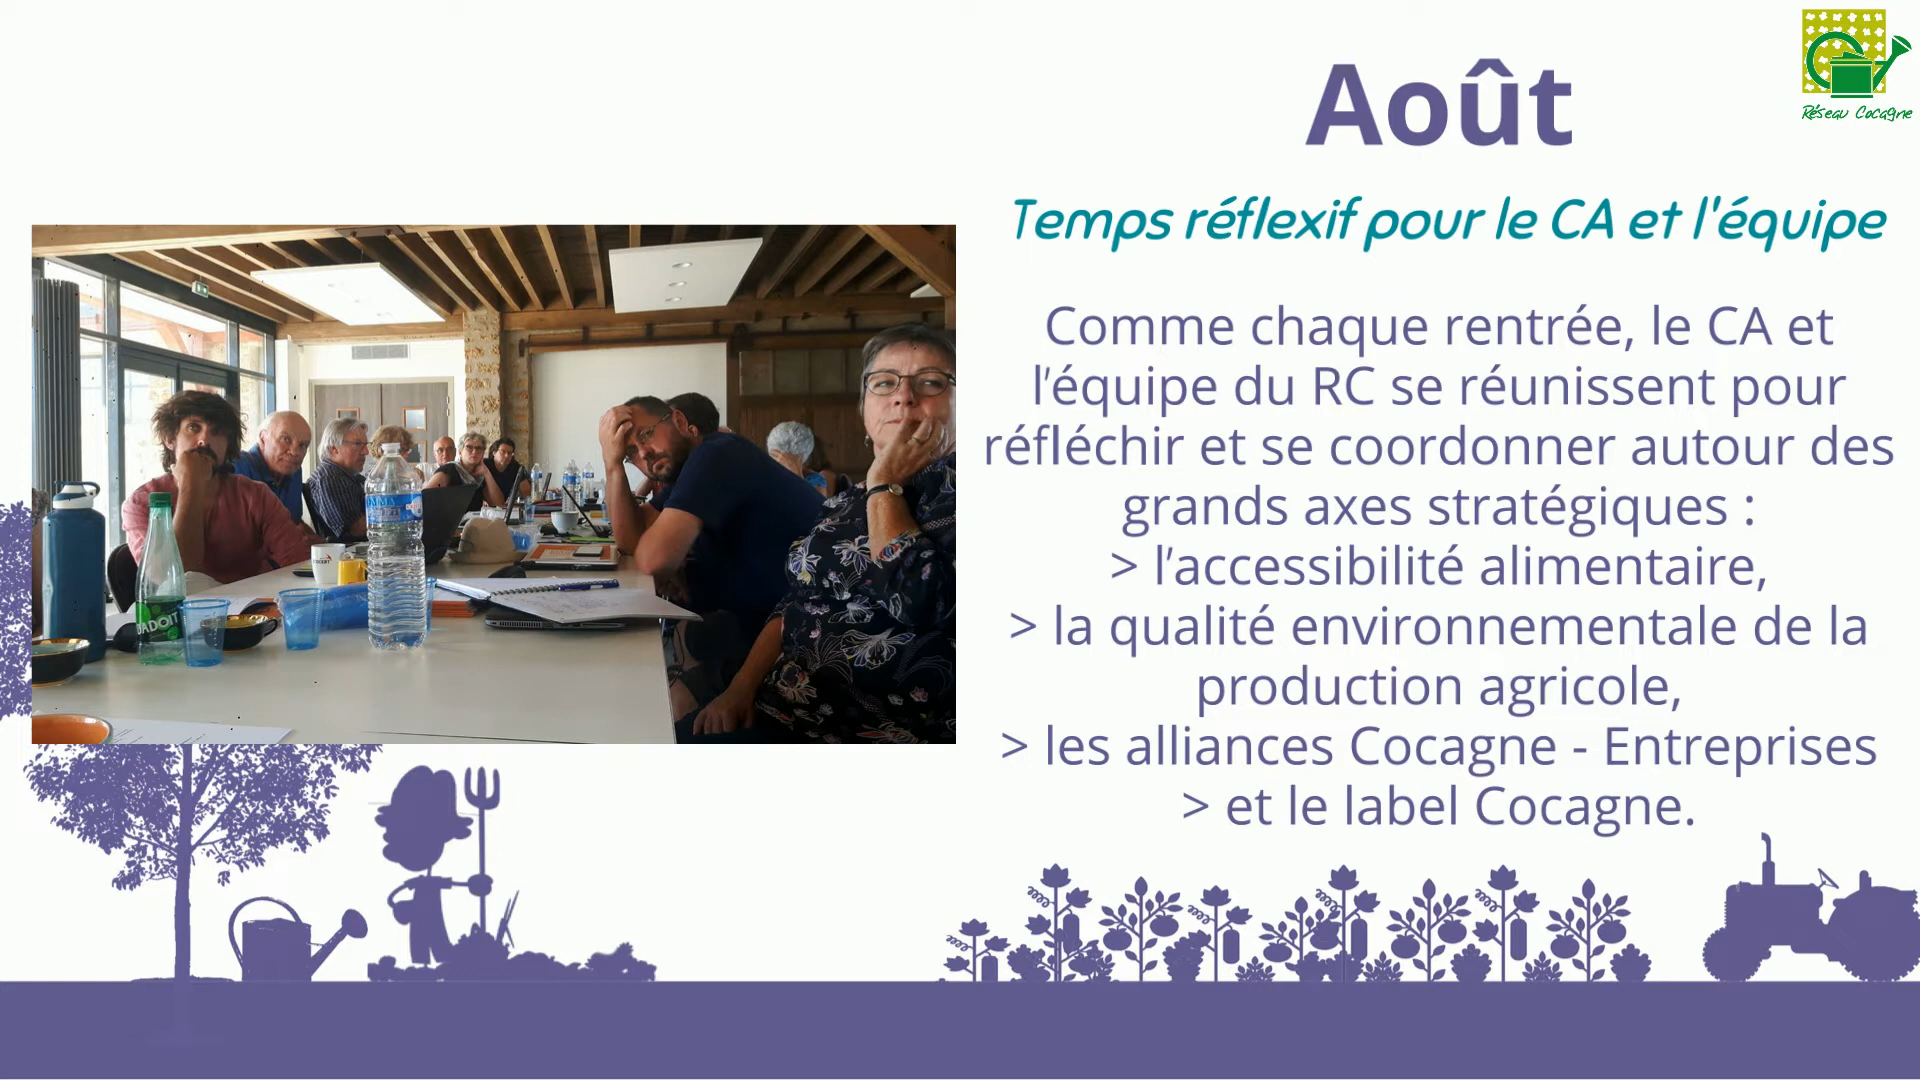 Août
Réseau Cocagne
Temps réflexif pour le CA et l'équipe
Comme chaque rentrée, le CA et
l'équipe du RC se réunissent pour
réfléchir et se coordonner autour des
grands axes stratégiques :
> l'accessibilité alimentaire,
> la qualité environnementale de la
production agricole,
> les alliances Cocagne - Entreprises
> et le label Cocagne.
BADOIT